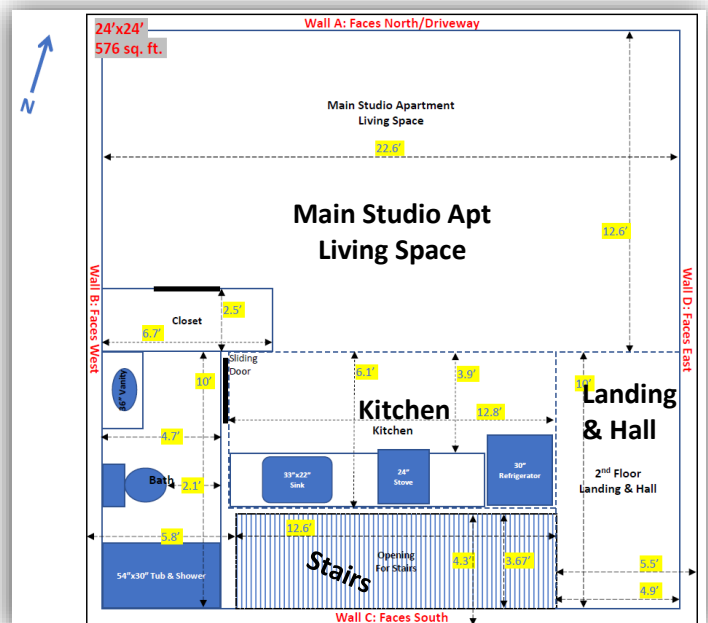 24’x24’
576 sq. ft.
Wall A: Faces North/Driveway
N
Main Studio Apartment
Living Space
22.6’
Main Studio Apt
Living Space
12.6’
Wall B: Faces West
Wall D: Faces East
Closet
2.5’
6.7’
Sliding
Door
36” Vanity
10’
6.1’
3.9’
10’
Landing
& Hall
Kitchen
12.8’
Kitchen
4.7’
33”x22”
Sink
24”
Stove
30”
Refrigerator
2nd Floor
Landing & Hall
Bath
2.1’
5.8’
12.6’
Stairs
Opening
For Stairs
4.3’
3.67’
5.5’
54”x30” Tub & Shower
4.9’
Wall C: Faces South